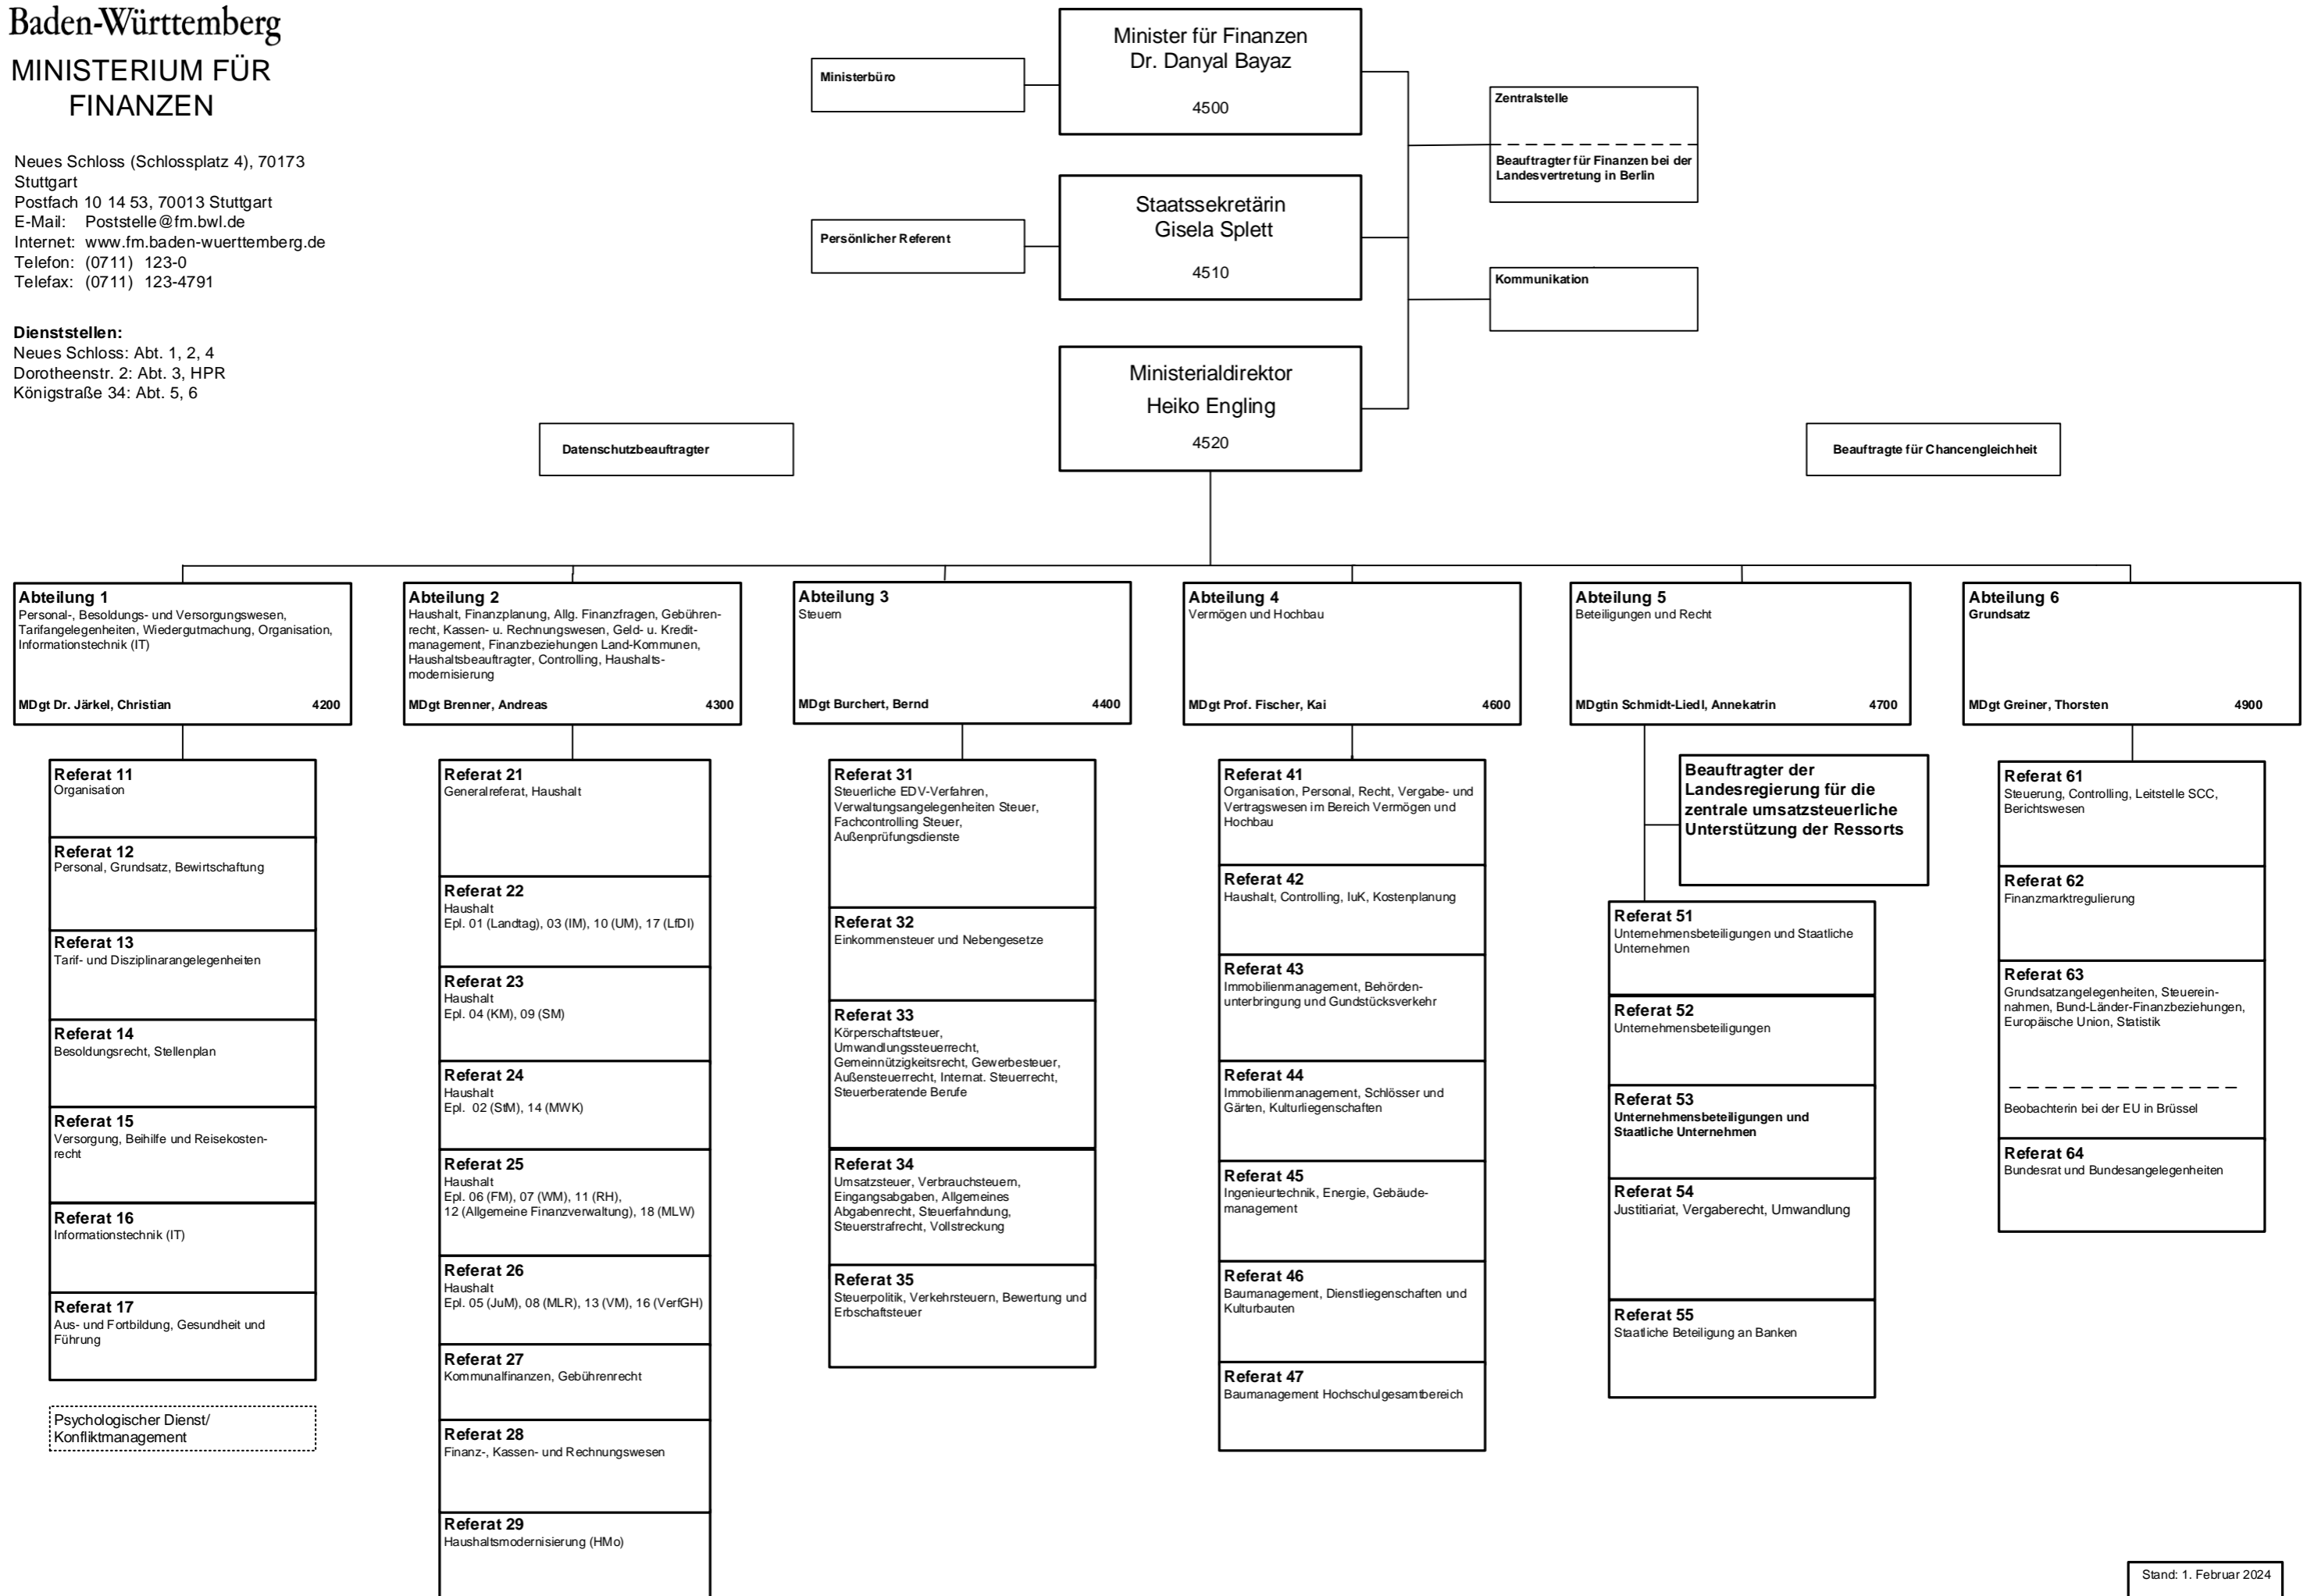 Baden-Württemberg
MINISTERIUM FÜR
FINANZEN
Neues Schloss (Schlossplatz 4), 70173
Stuttgart
Postfach 10 14 53, 70013 Stuttgart
E-Mail: Poststelle@fm.bwl.de
Internet: www.fm.baden-wuerttemberg.de
Telefon: (0711) 123-0
Telefax: (0711) 123-4791
Dienststellen:
Neues Schloss: Abt. 1, 2, 4
Dorotheenstr. 2: Abt. 3, HPR
Königstraße 34: Abt. 5, 6
Minister für Finanzen
Dr. Danyal Bayaz
4500
Ministerbüro
Zentralstelle
Beauftragter für Finanzen bei der
Landesvertretung in Berlin
Staatssekretärin
Gisela Splett
4510
Persönlicher Referent
Kommunikation
Ministerialdirektor
Heiko Engling
4520
Datenschutzbeauftragter
Beauftragte für Chancengleichheit
Abteilung 1
Personal-, Besoldungs- und Versorgungswesen,
Tarifangelegenheiten, Wiedergutmachung, Organisation,
Informationstechnik (IT)
MDgt Dr. Järkel, Christian 4200
Referat 11
Organisation
Referat 12
Personal, Grundsatz, Bewirtschaftung
Referat 13
Tarif- und Disziplinarangelegenheiten
Referat 14
Besoldungsrecht, Stellenplan
Referat 15
Versorgung, Beihilfe und Reisekosten-
recht
Referat 16
Informationstechnik (IT)
Referat 17
Aus- und Fortbildung, Gesundheit und
Führung
Psychologischer Dienst/
Konfliktmanagement
Abteilung 2
Haushalt, Finanzplanung, Allg. Finanzfragen, Gebühren-
recht, Kassen- u. Rechnungswesen, Geld- u. Kredit-
management, Finanzbeziehungen Land-Kommunen,
Haushaltsbeauftragter, Controlling, Haushalts-
modernisierung
MDgt Brenner, Andreas 4300
Referat 21
Generalreferat, Haushalt
Referat 22
Haushalt
Epl. 01 (Landtag), 03 (IM), 10 (UM), 17 (LfDI)
Referat 23
Haushalt
Epl. 04 (KM), 09 (SM)
Referat 24
Haushalt
Epl. 02 (StM), 14 (MWK)
Referat 25
Haushalt
Epl. 06 (FM), 07 (WM), 11 (RH),
12 (Allgemeine Finanzverwaltung), 18 (MLW)
Referat 26
Haushalt
Epl. 05 (JuM), 08 (MLR), 13 (VM), 16 (VerfGH)
Referat 27
Kommunalfinanzen, Gebührenrecht
Referat 28
Finanz-, Kassen- und Rechnungswesen
Referat 29
Haushaltsmodernisierung (HMo)
Abteilung 3
Steuern
MDgt Burchert, Bernd 4400
Referat 31
Steuerliche EDV-Verfahren,
Verwaltungsangelegenheiten Steuer,
Fachcontrolling Steuer,
Außenprüfungsdienste
Referat 32
Einkommensteuer und Nebengesetze
Referat 33
Körperschaftsteuer,
Umwandlungssteuerrecht,
Gemeinnützigkeitsrecht, Gewerbesteuer,
Außensteuerrecht, Internat. Steuerrecht,
Steuerberatende Berufe
Referat 34
Umsatzsteuer, Verbrauchsteuern,
Eingangsabgaben, Allgemeines
Abgabenrecht, Steuerfahndung,
Steuerstrafrecht, Vollstreckung
Referat 35
Steuerpolitik, Verkehrsteuern, Bewertung und
Erbschaftsteuer
Abteilung 4
Vermögen und Hochbau
MDgt Prof. Fischer, Kai 4600
Referat 41
Organisation, Personal, Recht, Vergabe- und
Vertragswesen im Bereich Vermögen und
Hochbau
Referat 42
Haushalt, Controlling, IuK, Kostenplanung
Referat 43
Immobilienmanagement, Behörden-
unterbringung und Gundstücksverkehr
Referat 44
Immobilienmanagement, Schlösser und
Gärten, Kulturliegenschaften
Referat 45
Ingenieurtechnik, Energie, Gebäude-
management
Referat 46
Baumanagement, Dienstliegenschaften und
Kulturbauten
Referat 47
Baumanagement Hochschulgesamtbereich
Abteilung 5
Beteiligungen und Recht
MDgtin Schmidt-Liedl, Annekatrin 4700
Beauftragter der
Landesregierung für die
zentrale umsatzsteuerliche
Unterstützung der Ressorts
Referat 51
Unternehmensbeteiligungen und Staatliche
Unternehmen
Referat 52
Unternehmensbeteiligungen
Referat 53
Unternehmensbeteiligungen und
Staatliche Unternehmen
Referat 54
Justitiariat, Vergaberecht, Umwandlung
Referat 55
Staatliche Beteiligung an Banken
Abteilung 6
Grundsatz
MDgt Greiner, Thorsten 4900
Referat 61
Steuerung, Controlling, Leitstelle SCC,
Berichtswesen
Referat 62
Finanzmarktregulierung
Referat 63
Grundsatzangelegenheiten, Steuerein-
nahmen, Bund-Länder-Finanzbeziehungen,
Europäische Union, Statistik
Beobachterin bei der EU in Brüssel
Referat 64
Bundesrat und Bundesangelegenheiten
Stand: 1. Februar 2024